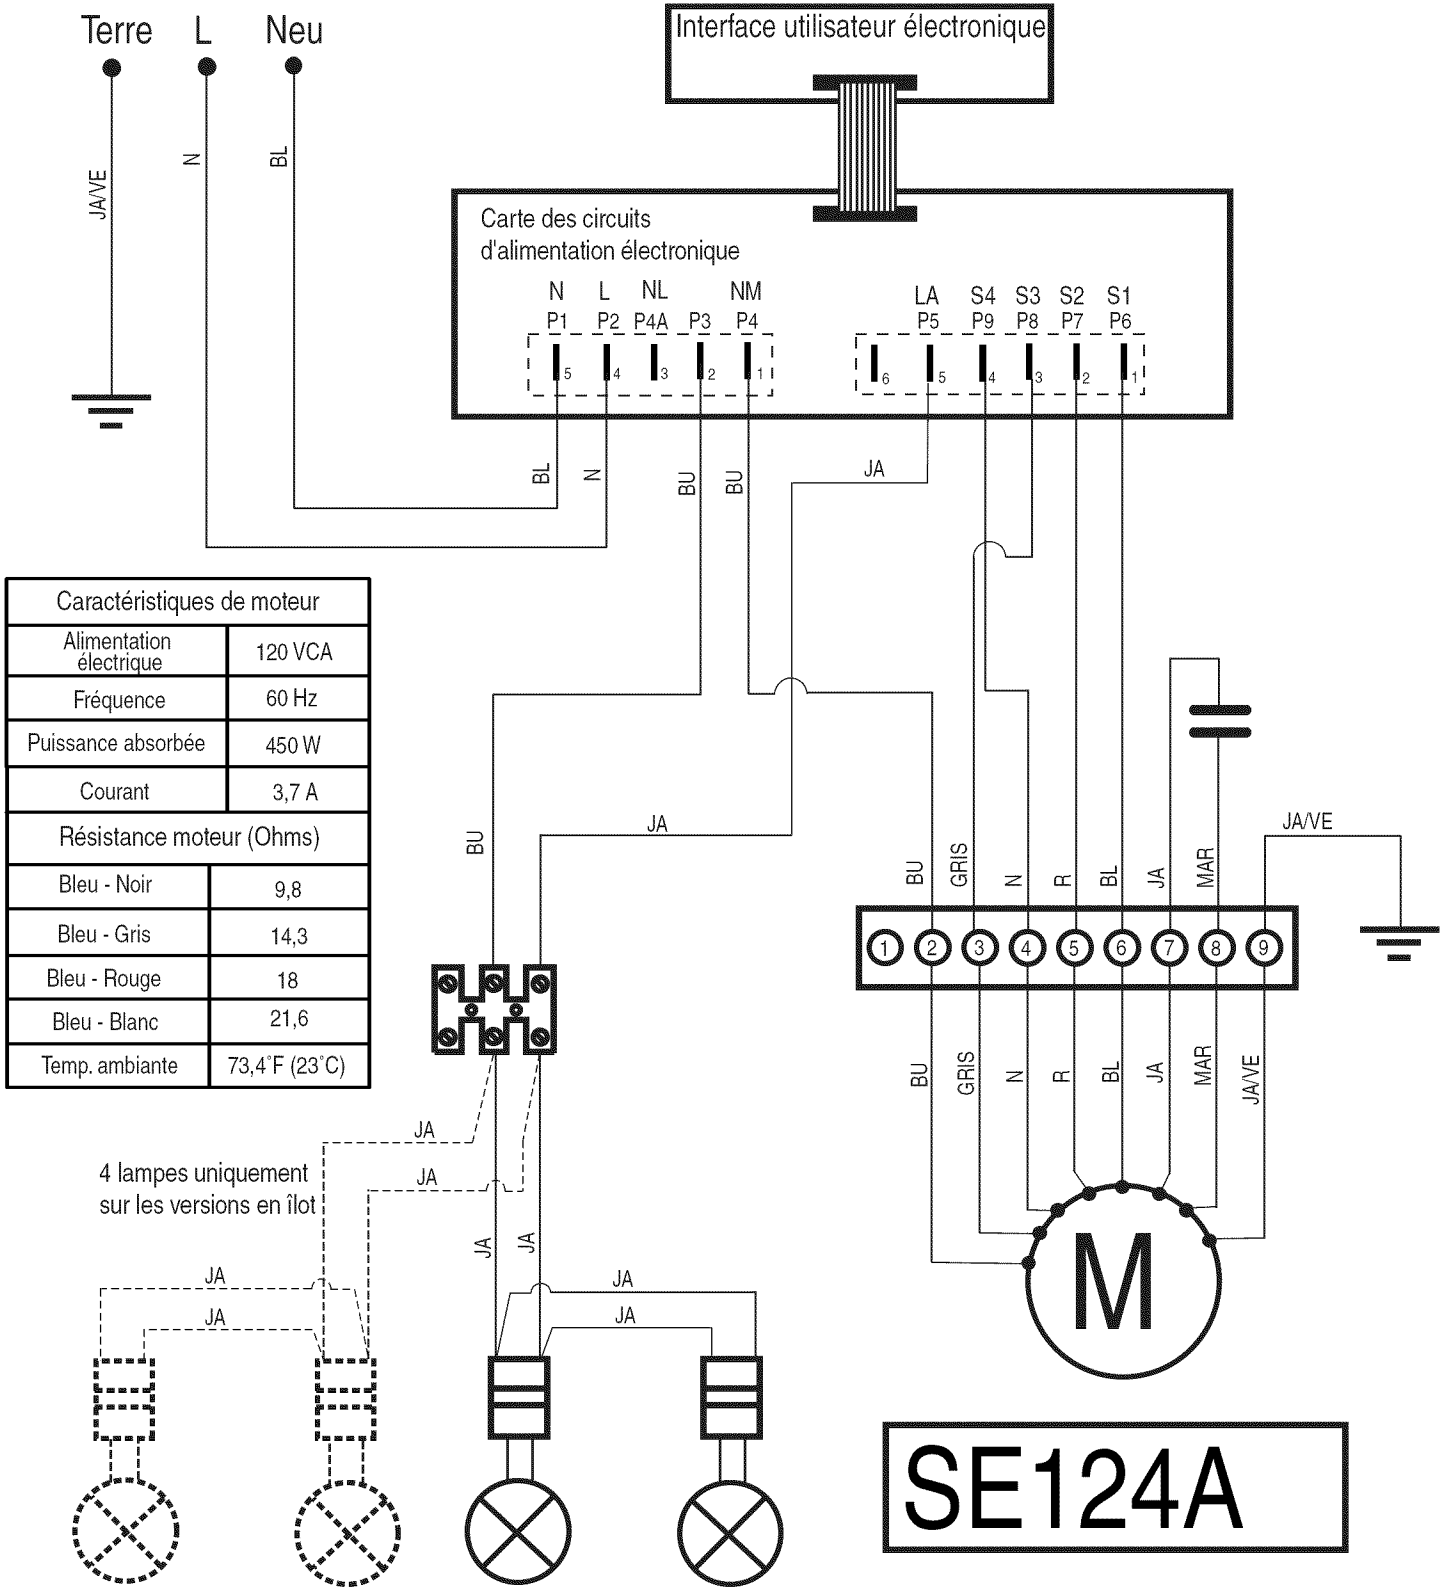 Terre L Neu
Interface utilisateur électronique
JA/VE N BL
Carte des circuits
d'alimentation électronique
N L NL NM LA S4 S3 S2 S1
P1 P2 P4A P3 P4 P5 P9 P8 P7 P6
5 4 3 2 1 6 5 4 3 2 1
BL N BU BU JA
Caractéristiques de moteur
Alimentation
électrique
120 VCA
Fréquence 60 Hz
Puissance absorbée 450 W
Courant 3,7 A
Résistance moteur (Ohms)
Bleu - Noir 9,8
Bleu - Gris 14,3
Bleu - Rouge 18
Bleu - Blanc 21,6
Temp. ambiante 73,4°F (23°C)
BU JA
BU GRIS N R BL JA MAR JA/VE
1 2 3 4 5 6 7 8 9
BU GRIS N R BL JA MAR JA/VE
JA
JA
4 lampes uniquement
sur les versions en îlot
JA JA
JA JA
JA JA
M
SE124A